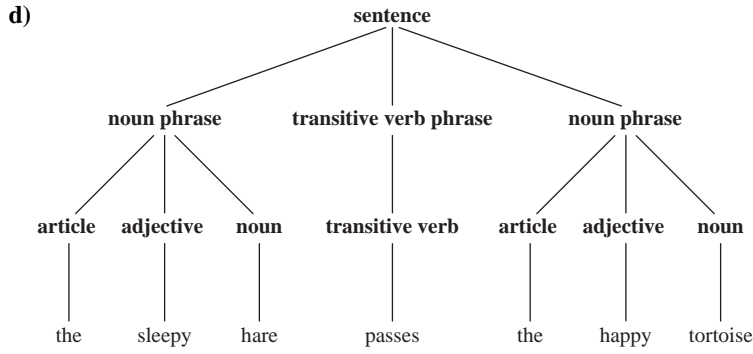 d)
sentence
noun phrase transitive verb phrase noun phrase
article adjective noun transitive verb article adjective noun
the sleepy hare passes the happy tortoise